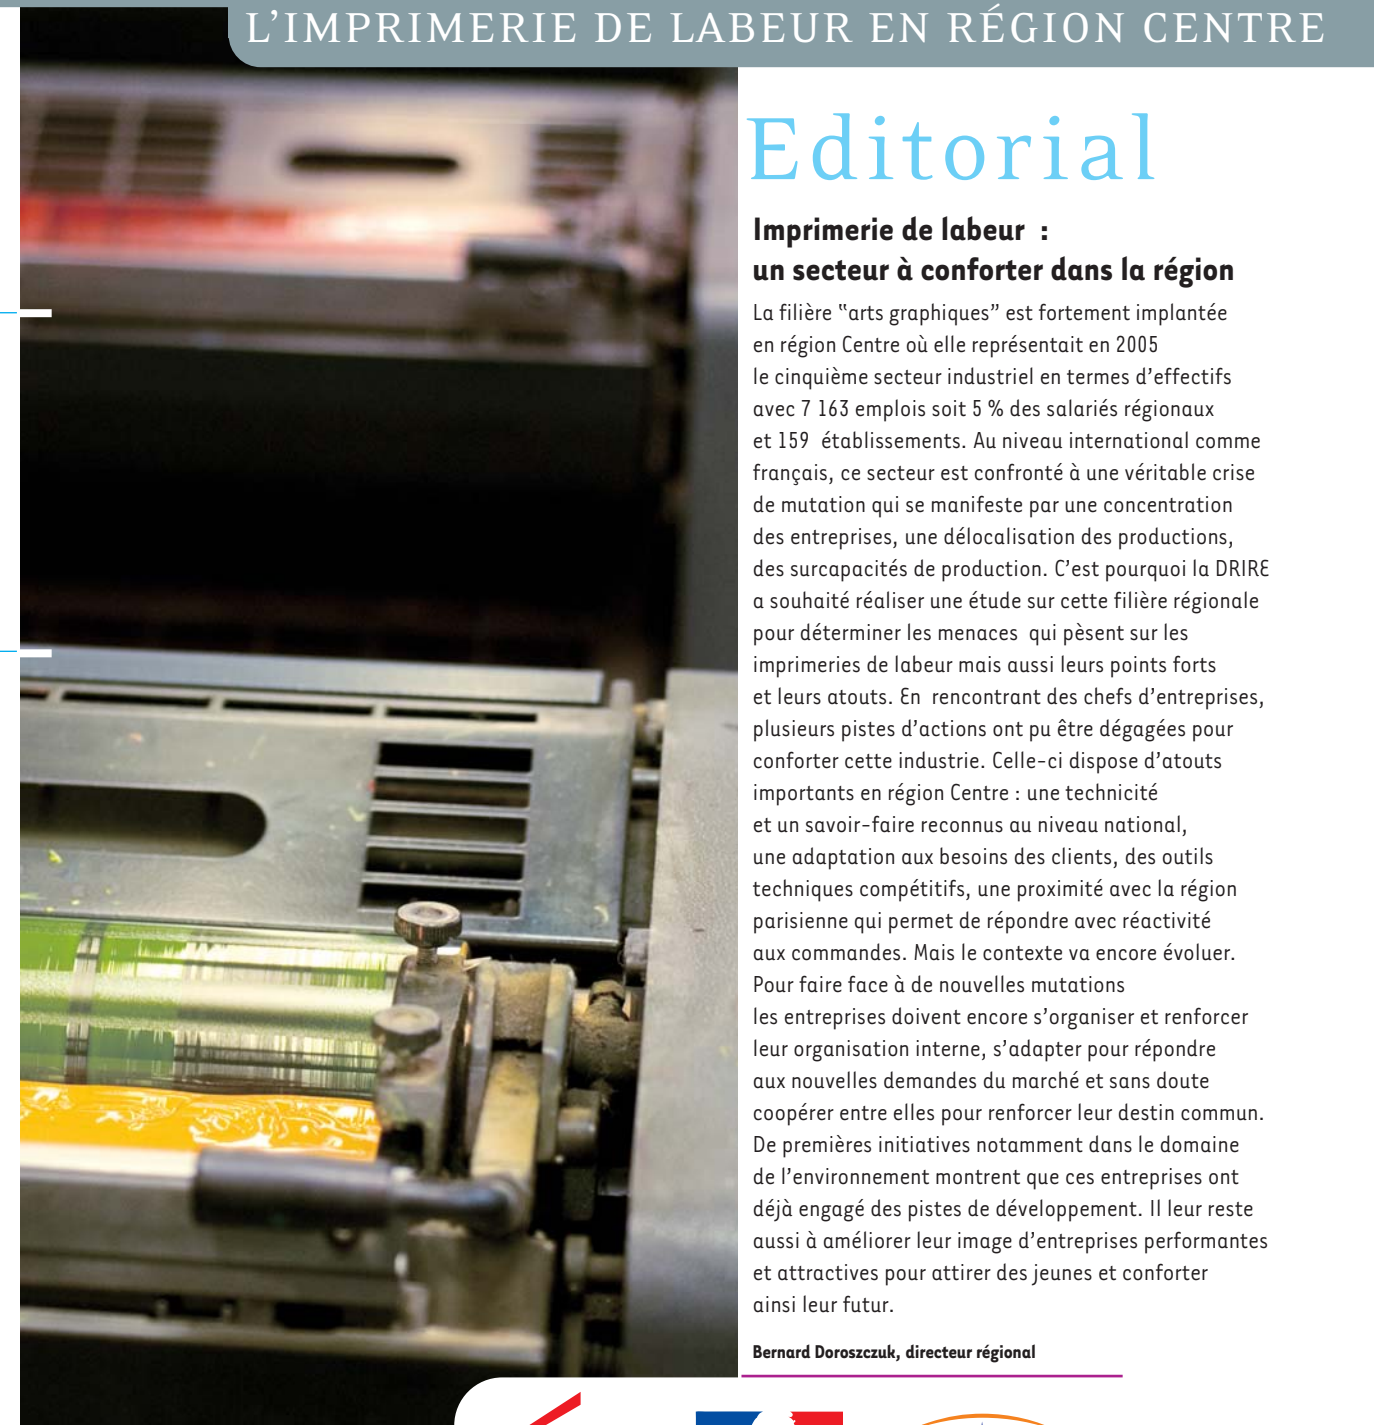 L’IMPRIMERIE DE LABEUR EN RÉGION CENTRE
Editorial
Imprimerie de labeur  :
un secteur à conforter dans la région
La filière “arts graphiques” est fortement implantée
en région Centre où elle représentait en 2005
le cinquième secteur industriel en termes d’effectifs
avec 7 163 emplois soit 5 % des salariés régionaux
et 159  établissements. Au niveau international comme
français, ce secteur est confronté à une véritable crise
de mutation qui se manifeste par une concentration
des entreprises, une délocalisation des productions,
des surcapacités de production. C’est pourquoi la DRIRE
a souhaité réaliser une étude sur cette filière régionale
pour déterminer les menaces  qui pèsent sur les
imprimeries de labeur mais aussi leurs points forts
et leurs atouts. En  rencontrant des chefs d’entreprises,
plusieurs pistes d’actions ont pu être dégagées pour
conforter cette industrie. Celle-ci dispose d’atouts
importants en région Centre : une technicité
et un savoir-faire reconnus au niveau national,
une adaptation aux besoins des clients, des outils
techniques compétitifs, une proximité avec la région
parisienne qui permet de répondre avec réactivité
aux commandes. Mais le contexte va encore évoluer.
Pour faire face à de nouvelles mutations
les entreprises doivent encore s’organiser et renforcer
leur organisation interne, s’adapter pour répondre
aux nouvelles demandes du marché et sans doute
coopérer entre elles pour renforcer leur destin commun.
De premières initiatives notamment dans le domaine
de l’environnement montrent que ces entreprises ont
déjà engagé des pistes de développement. Il leur reste
aussi à améliorer leur image d’entreprises performantes
et attractives pour attirer des jeunes et conforter
ainsi leur futur.
Bernard Doroszczuk, directeur régional